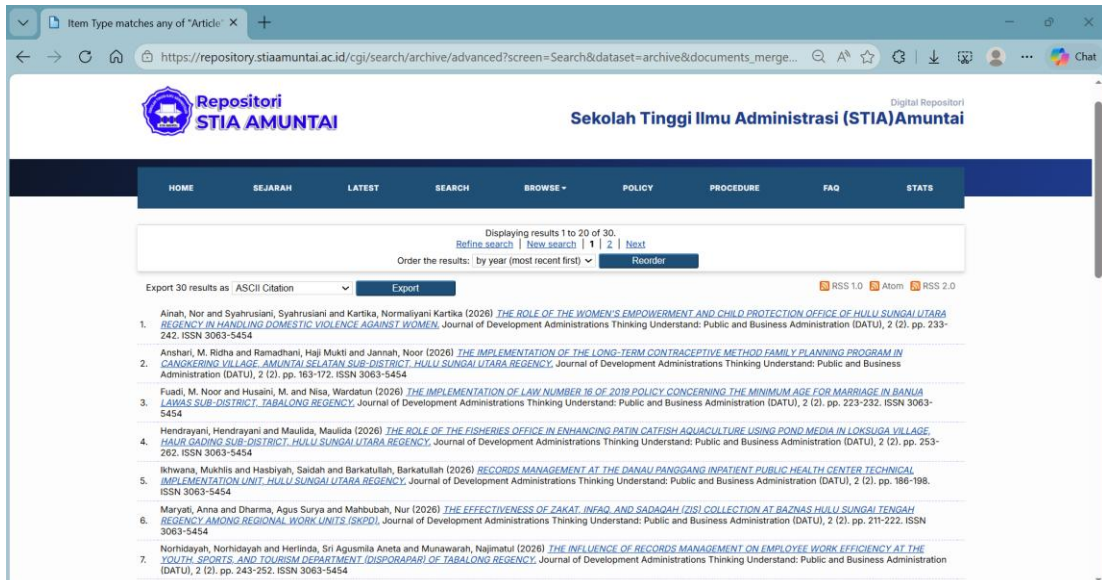 Item Type matches any of "Article"
https://repository.stiaamuntai.ac.id/cgi/search/archive/advanced?screen=Search&dataset=archive&documents_merge...
Chat
Repositori
STIA AMUNTAI
Digital Repositori
Sekolah Tinggi Ilmu Administrasi (STIA)Amuntai
HOME SEJARAH LATEST SEARCH BROWSE POLICY PROCEDURE FAQ STATS
Displaying results 1 to 20 of 30.
Refine search | New search | 1 | 2 | Next
Order the results: by year (most recent first) Reorder
Export 30 results as ASCII Citation Export RSS 1.0 Atom RSS 2.0
Ainah, Nor and Syahrusiani, Syahrusiani and Kartika, Normaliyani Kartika (2026) THE ROLE OF THE WOMEN'S EMPOWERMENT AND CHILD PROTECTION OFFICE OF HULU SUNGAI UTARA
1. REGENCY IN HANDLING DOMESTIC VIOLENCE AGAINST WOMEN. Journal of Development Administrations Thinking Understand: Public and Business Administration (DATU), 2 (2). pp. 233-
242. ISSN 3063-5454
Anshari, M. Ridha and Ramadhani, Haji Mukti and Jannah, Noor (2026) THE IMPLEMENTATION OF THE LONG-TERM CONTRACEPTIVE METHOD FAMILY PLANNING PROGRAM IN
2. CANGKERING VILLAGE, AMUNTAI SELATAN SUB-DISTRICT, HULU SUNGAI UTARA REGENCY. Journal of Development Administrations Thinking Understand: Public and Business
Administration (DATU), 2 (2). pp. 163-172. ISSN 3063-5454
Fuadi, M. Noor and Husaini, M. and Nisa, Wardatun (2026) THE IMPLEMENTATION OF LAW NUMBER 16 OF 2019 POLICY CONCERNING THE MINIMUM AGE FOR MARRIAGE IN BANUA
3. LAWAS SUB-DISTRICT, TABALONG REGENCY. Journal of Development Administrations Thinking Understand: Public and Business Administration (DATU), 2 (2). pp. 223-232. ISSN 3063-
5454
Hendrayani, Hendrayani and Maulida, Maulida (2026) THE ROLE OF THE FISHERIES OFFICE IN ENHANCING PATIN CATFISH AQUACULTURE USING POND MEDIA IN LOKSUGA VILLAGE,
4. HAUR GADING SUB-DISTRICT, HULU SUNGAI UTARA REGENCY. Journal of Development Administrations Thinking Understand: Public and Business Administration (DATU), 2 (2). pp. 253-
262. ISSN 3063-5454
Ikhwana, Mukhlis and Hasbiyah, Saidah and Barkatullah, Barkatullah (2026) RECORDS MANAGEMENT AT THE DANAU PANGGANG INPATIENT PUBLIC HEALTH CENTER TECHNICAL
5. IMPLEMENTATION UNIT, HULU SUNGAI UTARA REGENCY. Journal of Development Administrations Thinking Understand: Public and Business Administration (DATU), 2 (2). pp. 186-198.
ISSN 3063-5454
Maryati, Anna and Dharma, Agus Surya and Mahbubah, Nur (2026) THE EFFECTIVENESS OF ZAKAT, INFAQ, AND SADAQAH (ZIS) COLLECTION AT BAZNAS HULU SUNGAI TENGAH
6. REGENCY AMONG REGIONAL WORK UNITS (SKPD). Journal of Development Administrations Thinking Understand: Public and Business Administration (DATU), 2 (2). pp. 211-222. ISSN
3063-5454
Norhidayah, Norhidayah and Herlinda, Sri Agusmila Aneta and Munawarah, Najimatul (2026) THE INFLUENCE OF RECORDS MANAGEMENT ON EMPLOYEE WORK EFFICIENCY AT THE
7. YOUTH, SPORTS, AND TOURISM DEPARTMENT (DISPORAPAR) OF TABALONG REGENCY. Journal of Development Administrations Thinking Understand: Public and Business Administration
(DATU), 2 (2). pp. 243-252. ISSN 3063-5454